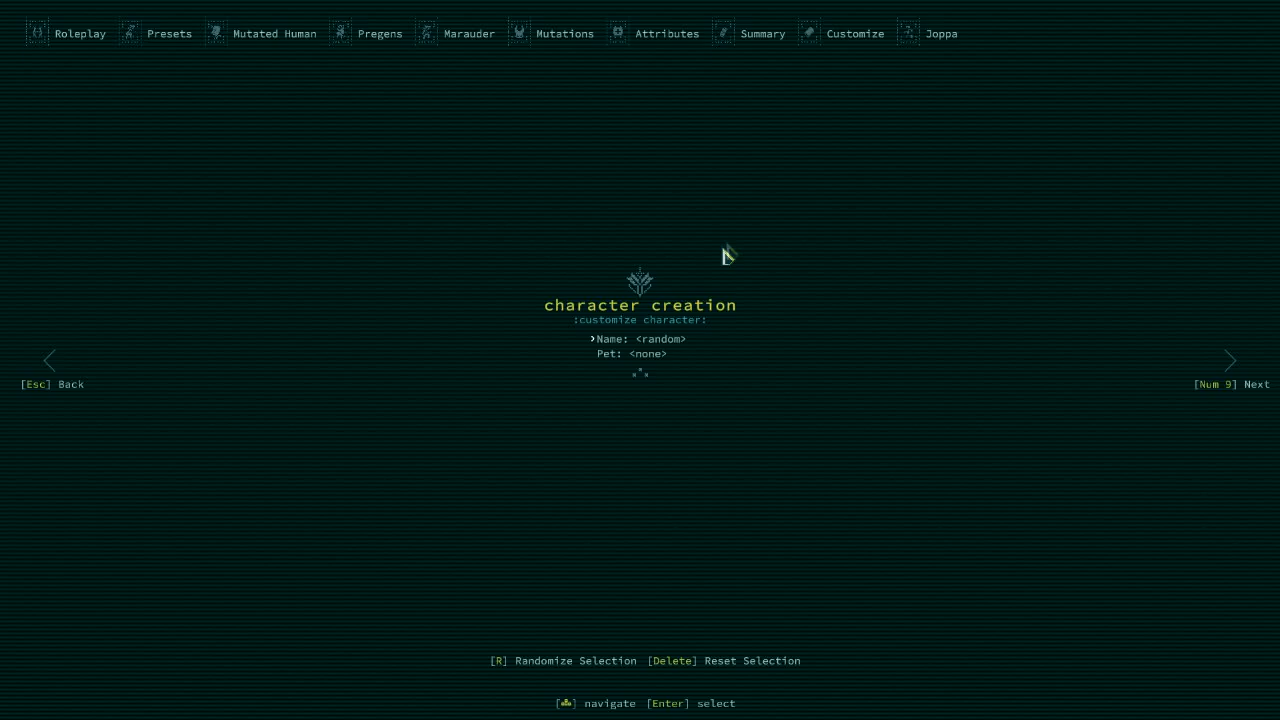 Roleplay Presets Mutated Human Pregens Marauder Mutations Attributes Summary Customize Joppa
character creation
:customize character:
›Name: <random>
Pet: <none>
[Esc] Back
[Num 9] Next
[R] Randomize Selection [Delete] Reset Selection
navigate [Enter] select